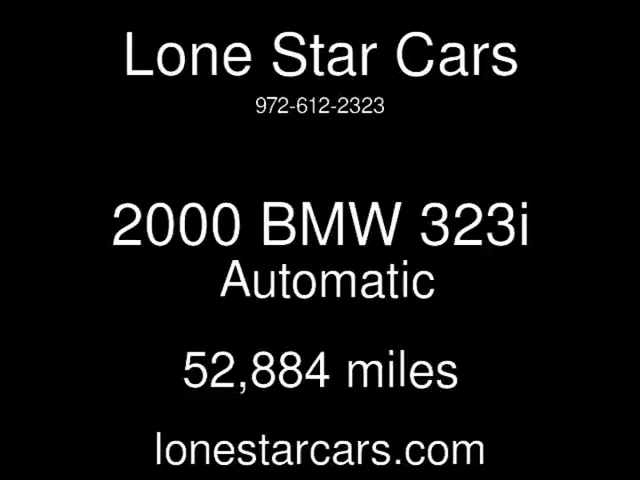 Lone Star Cars
972-612-2323
2000 BMW 323i
Automatic
52,884 miles
lonestarcars.com